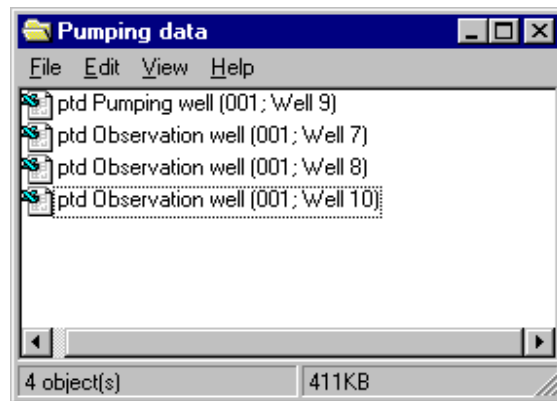 Pumping data
File Edit View Help
ptd Pumping well (001; Well 9)
ptd Observation well (001; Well 7)
ptd Observation well (001; Well 8)
ptd Observation well (001; Well 10)
4 object(s) 411KB